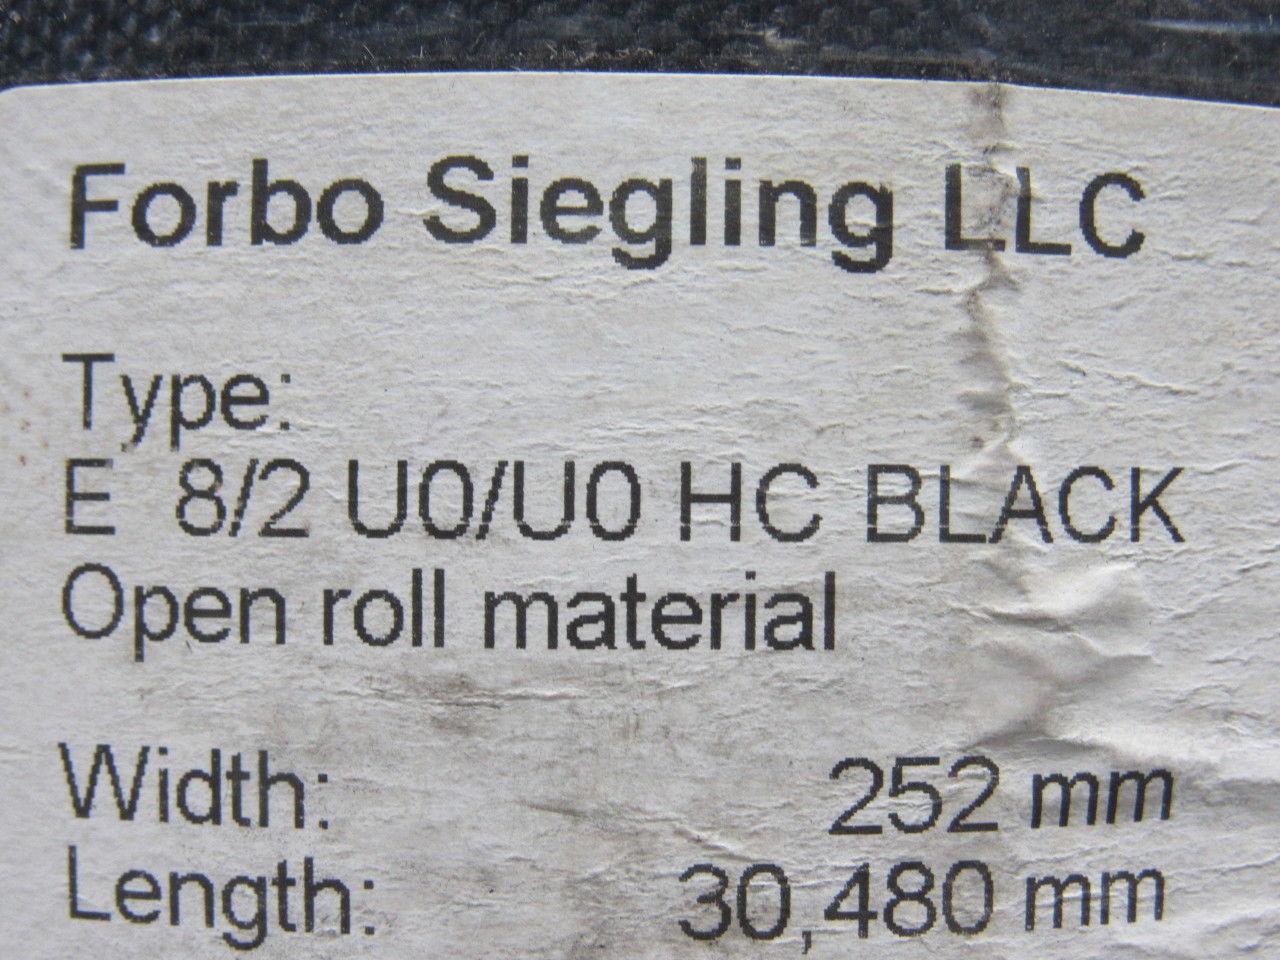 Forbo Siegling LLC
Type:
E 8/2 U0/U0 HC BLACK
Open roll material
Width: 252 mm
Length: 30,480 mm